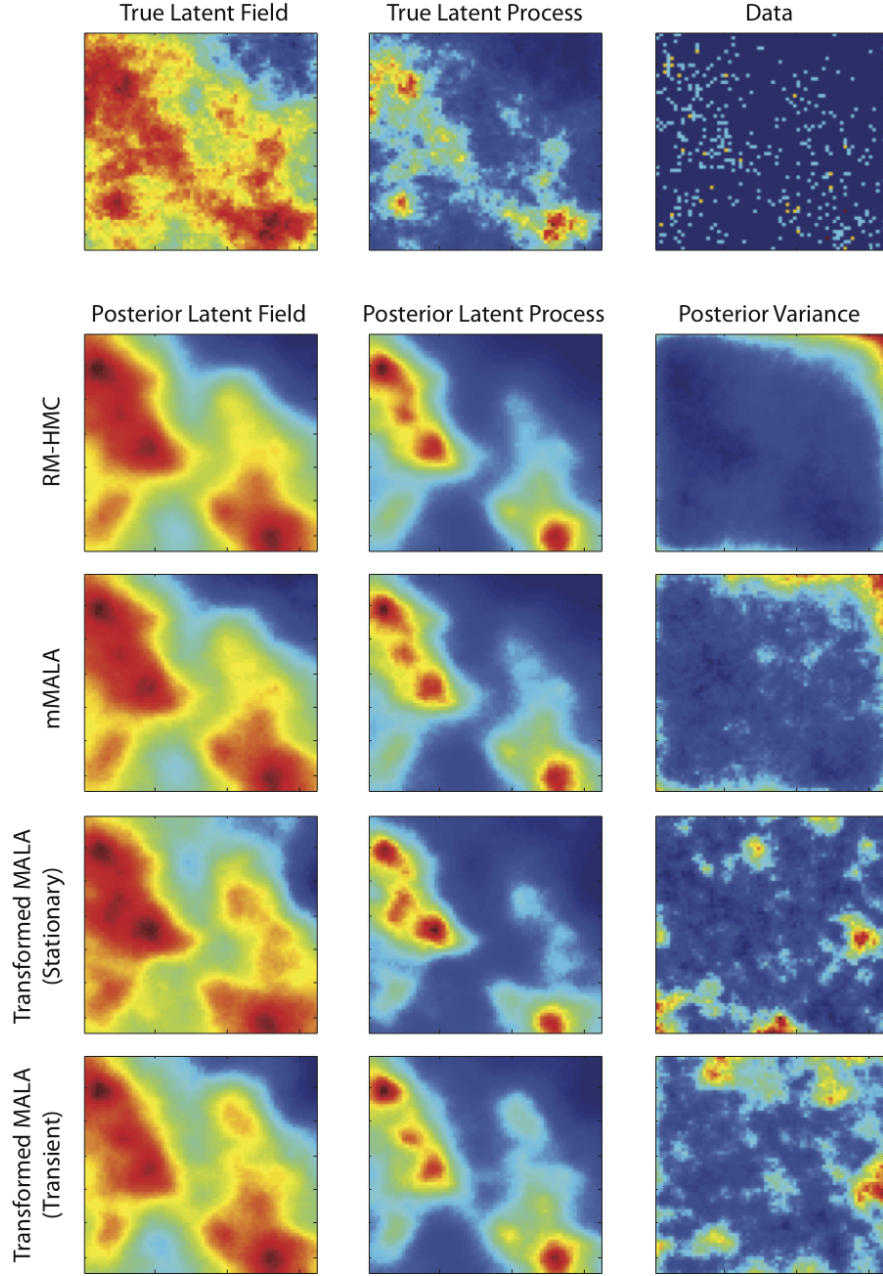 True Latent Field
True Latent Process
Data
Posterior Latent Field
Posterior Latent Process
Posterior Variance
RM-HMC
mMALA
Transformed MALA
(Stationary)
Transformed MALA
(Transient)